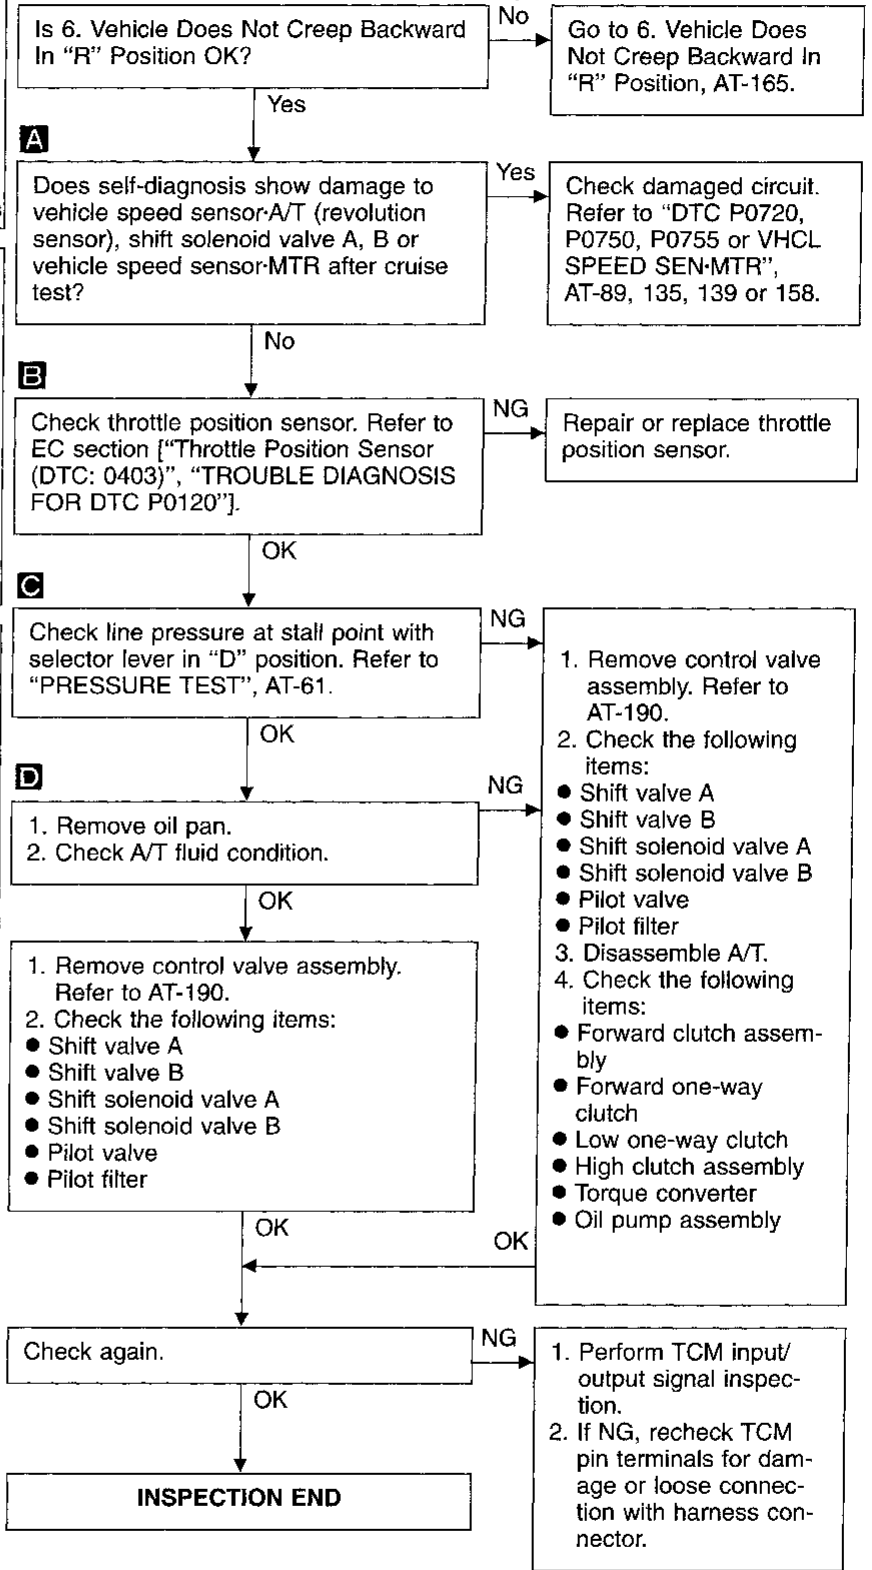 Is 6. Vehicle Does Not Creep Backward
In “R” Position OK?
No
Go to 6. Vehicle Does
Not Creep Backward In
“R” Position, AT-165.
Yes
A
Does self-diagnosis show damage to
vehicle speed sensor·A/T (revolution
sensor), shift solenoid valve A, B or
vehicle speed sensor·MTR after cruise
test?
Yes
Check damaged circuit.
Refer to “DTC P0720,
P0750, P0755 or VHCL
SPEED SEN·MTR”,
AT-89, 135, 139 or 158.
No
B
Check throttle position sensor. Refer to
EC section [“Throttle Position Sensor
(DTC: 0403)”, “TROUBLE DIAGNOSIS
FOR DTC P0120”].
NG
Repair or replace throttle
position sensor.
OK
C
Check line pressure at stall point with
selector lever in “D” position. Refer to
“PRESSURE TEST”, AT-61.
NG
OK
D
1. Remove oil pan.
2. Check A/T fluid condition.
NG
1. Remove control valve
assembly. Refer to
AT-190.
2. Check the following
items:
● Shift valve A
● Shift valve B
● Shift solenoid valve A
● Shift solenoid valve B
● Pilot valve
● Pilot filter
3. Disassemble A/T.
4. Check the following
items:
● Forward clutch assem-
bly
● Forward one-way
clutch
● Low one-way clutch
● High clutch assembly
● Torque converter
● Oil pump assembly
OK
1. Remove control valve assembly.
Refer to AT-190.
2. Check the following items:
● Shift valve A
● Shift valve B
● Shift solenoid valve A
● Shift solenoid valve B
● Pilot valve
● Pilot filter
OK
OK
Check again.
NG
1. Perform TCM input/
output signal inspec-
tion.
2. If NG, recheck TCM
pin terminals for dam-
age or loose connec-
tion with harness con-
nector.
OK
INSPECTION END